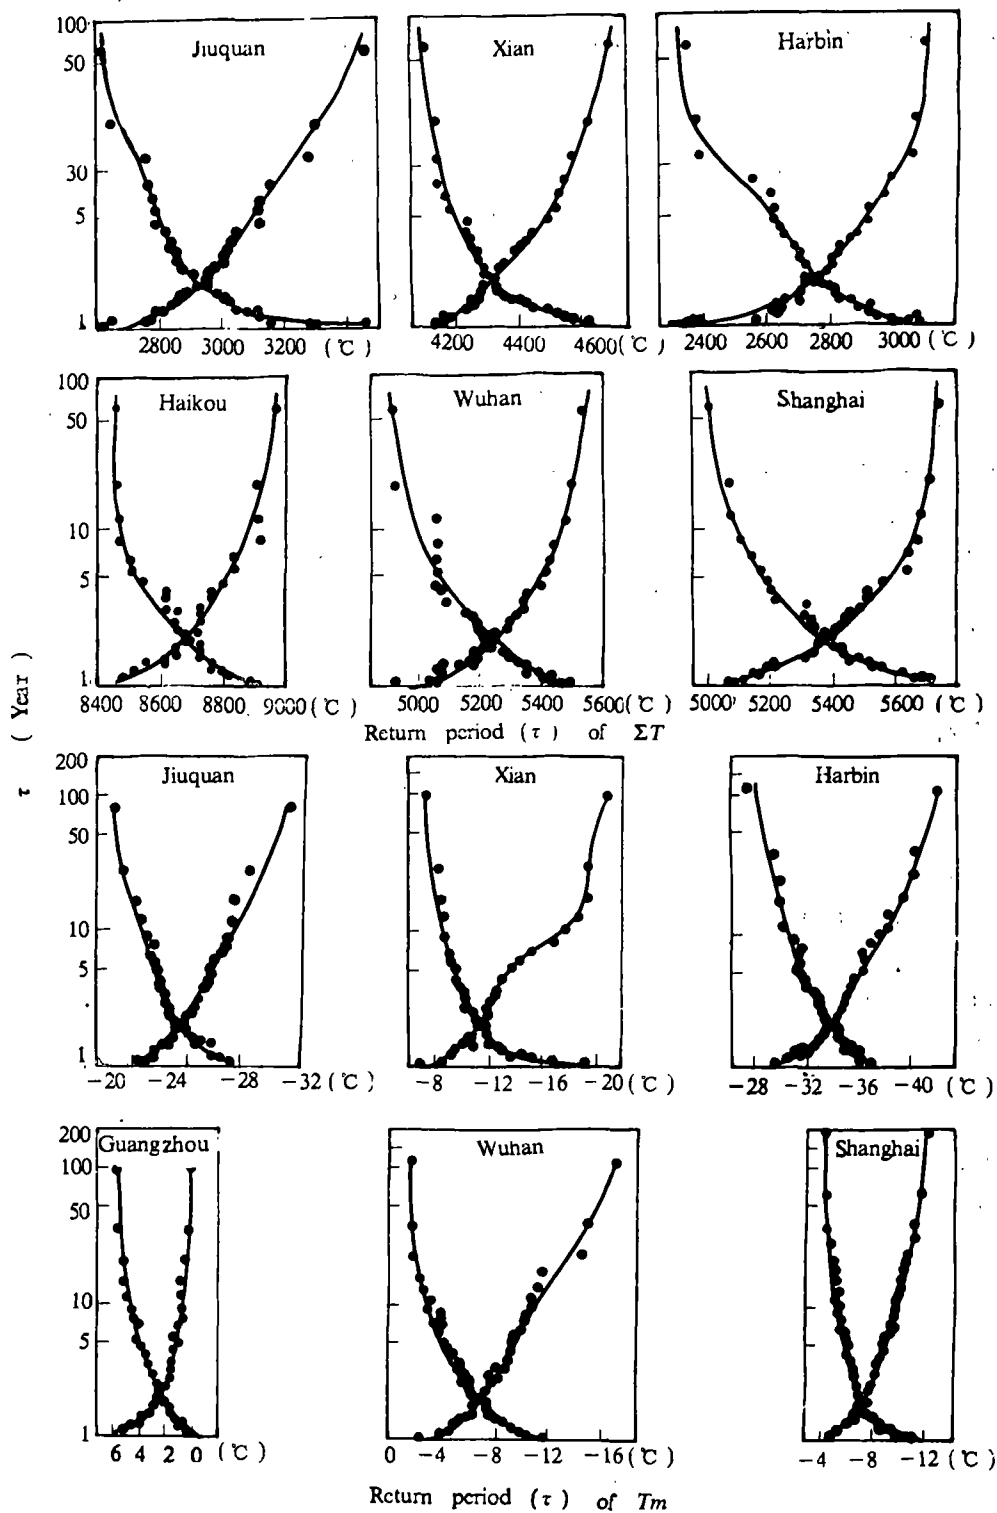 Jiuquan Xian Harbin
100
50
30
5
1
2800 3000 3200 (℃) 4200 4400 4600(℃) 2400 2600 2800 3000 (℃)
Haikou Wuhan Shanghai
100
50
10
5
1
8400 8600 8800 9000(℃) 5000 5200 5400 5600(℃) 5000 5200 5400 5600 (℃)
Return period (τ) of ΣT
τ (Year)
Jiuquan Xian Harbin
200
100
50
10
5
1
-20 -24 -28 -32 (℃) -8 -12 -16 -20(℃) -28 -32 -36 -40 (℃)
Guangzhou Wuhan Shanghai
200
100
50
10
5
1
6 4 2 0 (℃) 0 -4 -8 -12 -16(℃) -4 -8 -12 (℃)
Return period (τ) of Tm